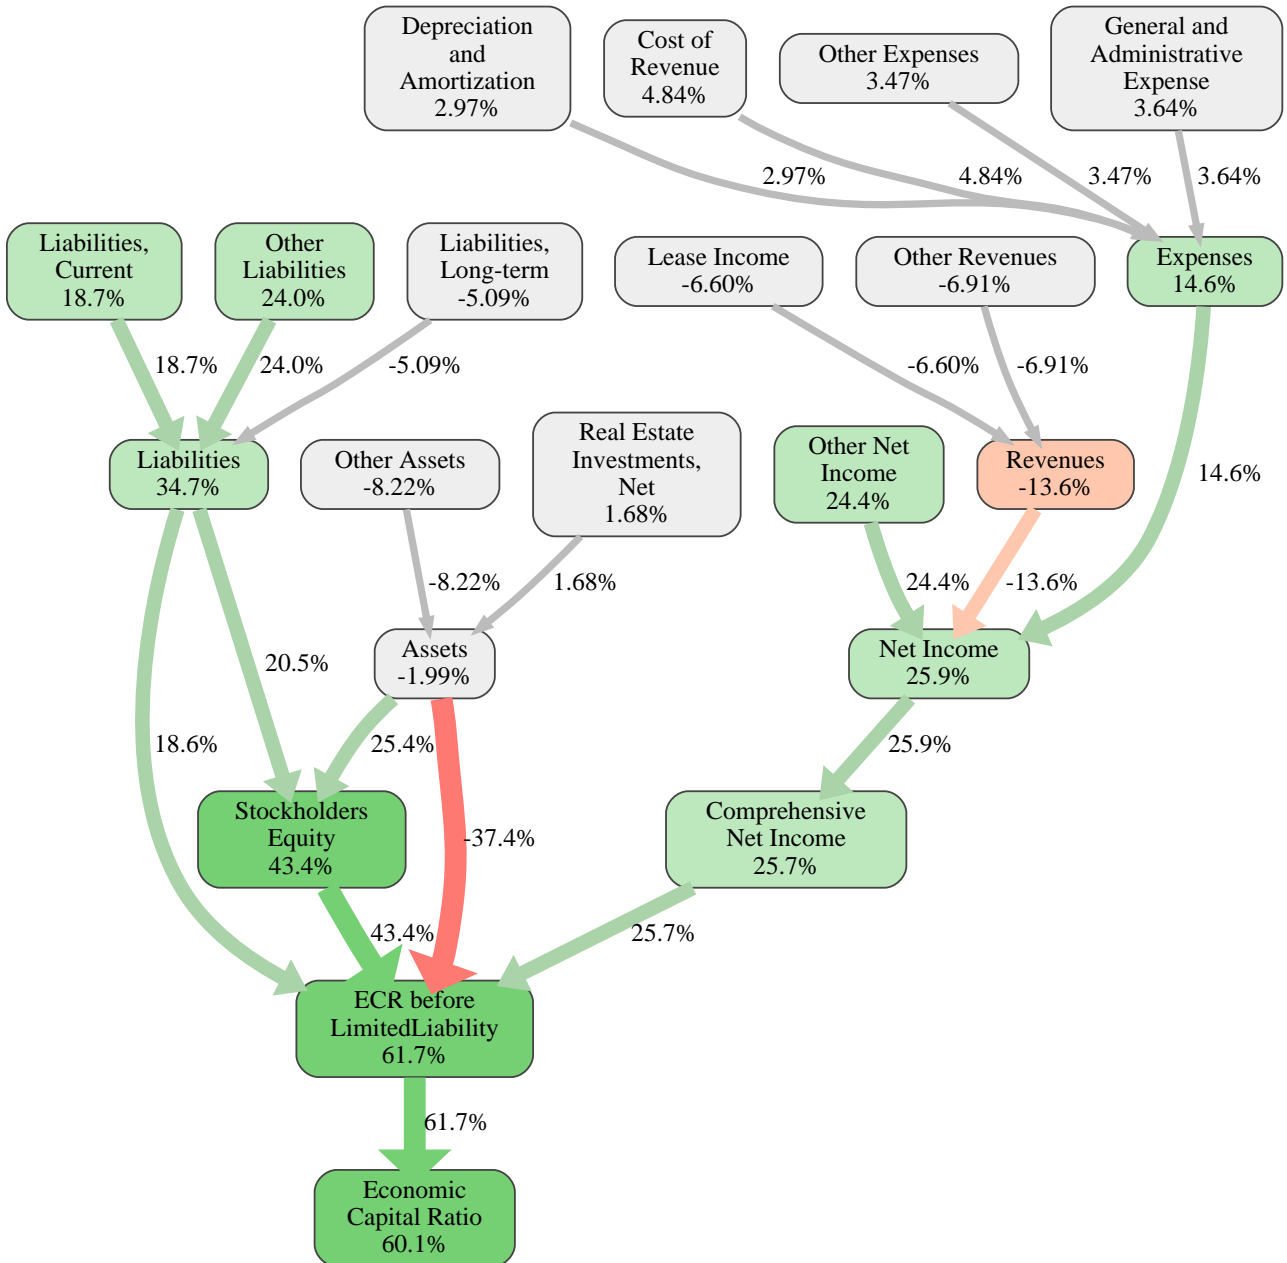 Depreciation
and
Amortization
2.97%
Cost of
Revenue
4.84%
Other Expenses
3.47%
General and
Administrative
Expense
3.64%
2.97%
4.84%
3.47%
3.64%
Liabilities,
Current
18.7%
Other
Liabilities
24.0%
Liabilities,
Long-term
-5.09%
Lease Income
-6.60%
Other Revenues
-6.91%
Expenses
14.6%
18.7%
24.0%
-5.09%
-6.60%
-6.91%
14.6%
Liabilities
34.7%
Other Assets
-8.22%
Real Estate
Investments,
Net
1.68%
Other Net
Income
24.4%
Revenues
-13.6%
-8.22%
1.68%
24.4%
-13.6%
20.5%
Assets
-1.99%
Net Income
25.9%
18.6%
25.4%
-37.4%
25.9%
Stockholders
Equity
43.4%
Comprehensive
Net Income
25.7%
43.4%
25.7%
ECR before
LimitedLiability
61.7%
61.7%
Economic
Capital Ratio
60.1%